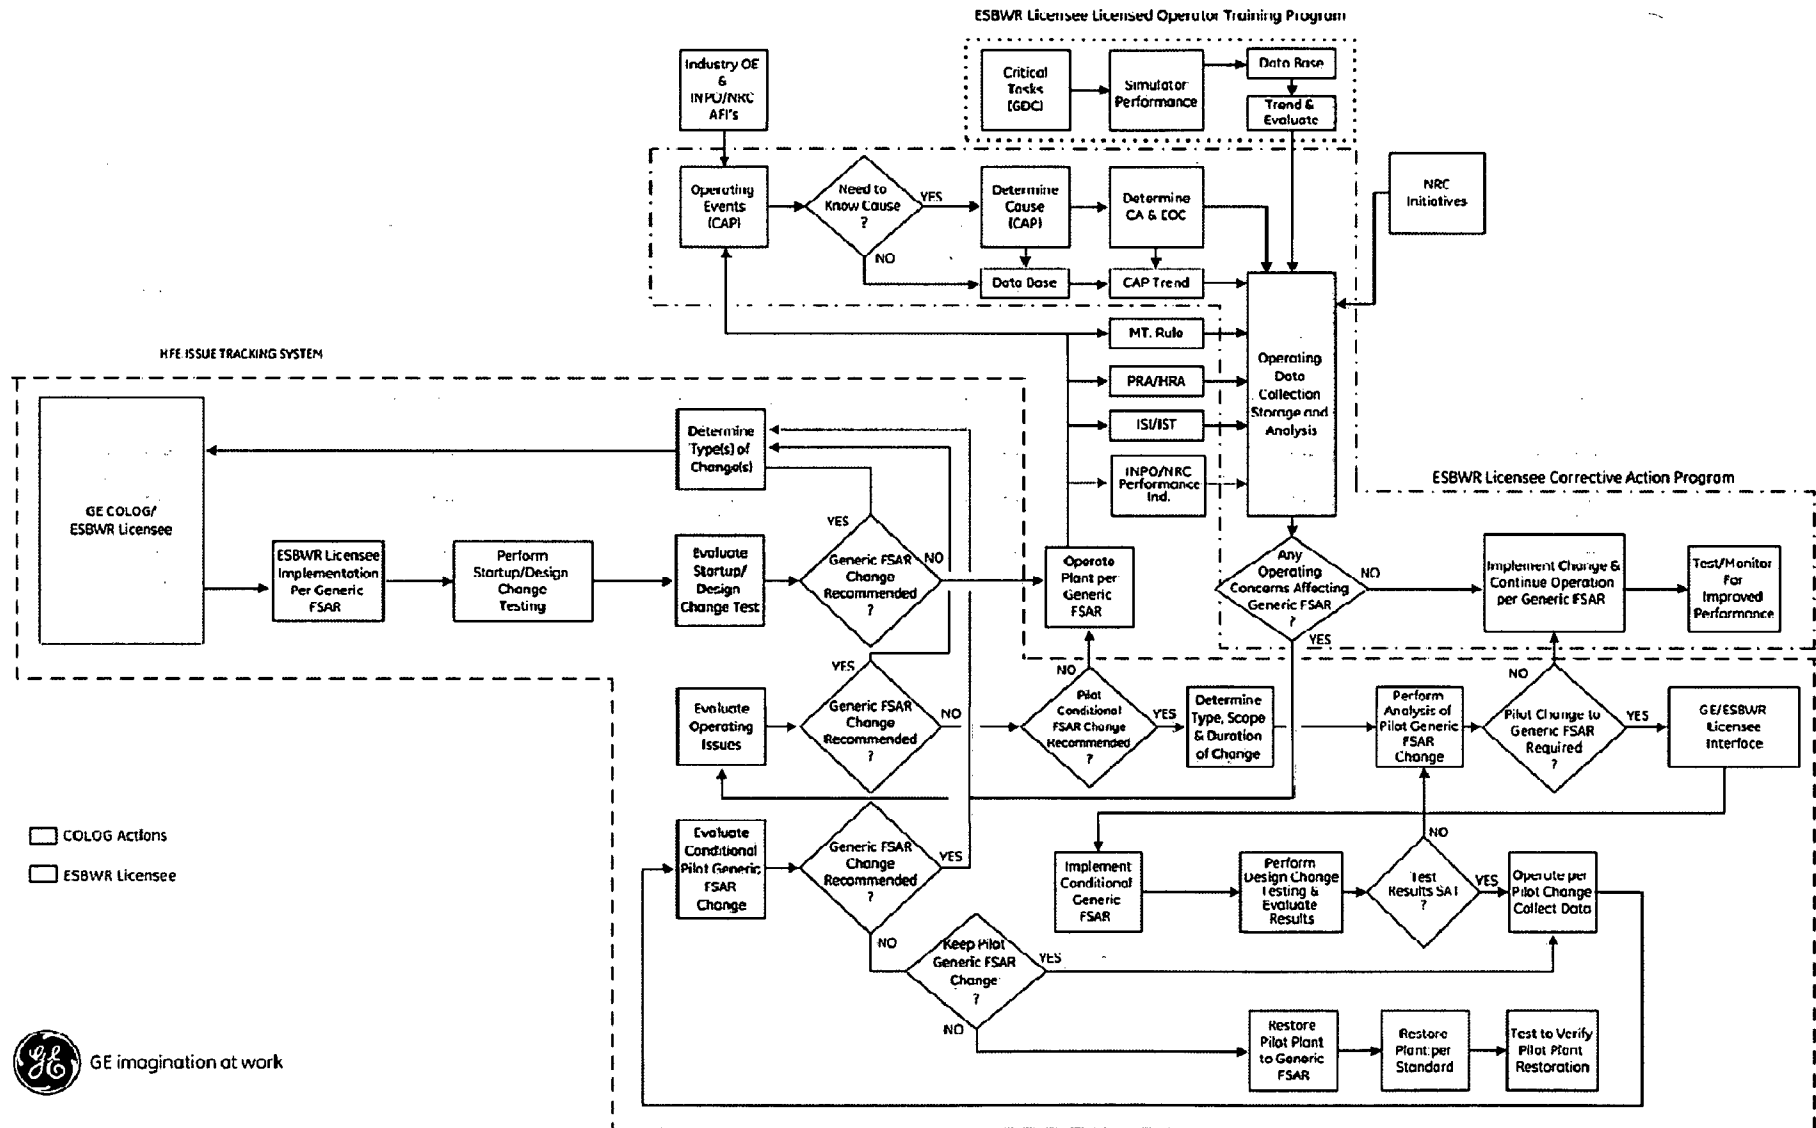 ESBWR Licensee Licensed Operator Training Program
Industry OE
&
INPO/NRC
AFI's
Critical
Tasks
(GDC)
Simulator
Performance
Data Base
Trend &
Evaluate
Operating
Events
(CAP)
Need to
Know Cause
?
YES
NO
Determine
Cause
(CAP)
Determine
CA & EOC
Data Base
CAP Trend
NRC
Initiatives
MT. Rule
PRA/HRA
ISI/IST
INPO/NRC
Performance
Ind.
Operating
Data
Collection
Storage and
Analysis
HFE ISSUE TRACKING SYSTEM
ESBWR Licensee Corrective Action Program
GE COLOG/
ESBWR Licensee
Determine
Type(s) of
Change(s)
ESBWR Licensee
Implementation
Per Generic
FSAR
Perform
Startup/Design
Change
Testing
Evaluate
Startup/
Design
Change Test
YES
Generic FSAR
Change
Recommended
?
NO
Operate
Plant per
Generic
FSAR
Any
Operating
Concerns Affecting
Generic FSAR
?
NO
YES
Implement Change &
Continue Operation
per Generic FSAR
Test/Monitor
For
Improved
Performance
Evaluate
Operating
Issues
YES
Generic FSAR
Change
Recommended
?
NO
NO
Pilot
Conditional
FSAR Change
Recommended
?
YES
Determine
Type, Scope
& Duration
of Change
Perform
Analysis of
Pilot Generic
FSAR
Change
NO
Pilot Change to
Generic FSAR
Required
?
YES
GE/ESBWR
Licensee
Interface
COLOG Actions
ESBWR Licensee
Evaluate
Conditional
Pilot Generic
FSAR
Change
Generic FSAR
Change
Recommended
?
YES
NO
Implement
Conditional
Generic
FSAR
Perform
Design Change
Testing &
Evaluate
Results
NO
Test
Results SAT
?
YES
Operate per
Pilot Change
Collect Data
Keep Pilot
Generic FSAR
Change
?
YES
NO
Restore
Pilot Plant
to Generic
FSAR
Restore
Plant per
Standard
Test to Verify
Pilot Plant
Restoration
GE
GE imagination at work